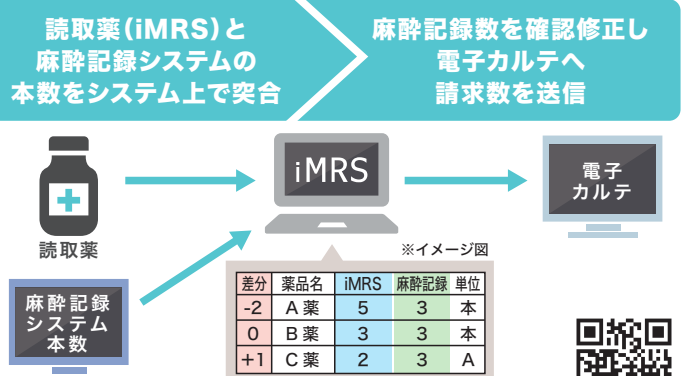 読取薬(iMRS)と
麻酔記録システムの
本数をシステム上で突合
麻酔記録数を確認修正し
電子カルテへ
請求数を送信
読取薬
麻酔記録
システム
本数
iMRS
電子
カルテ
※イメージ図
差分 薬品名 iMRS 麻酔記録 単位
-2 A薬 5 3 本
0 B薬 3 3 本
+1 C薬 2 3 A